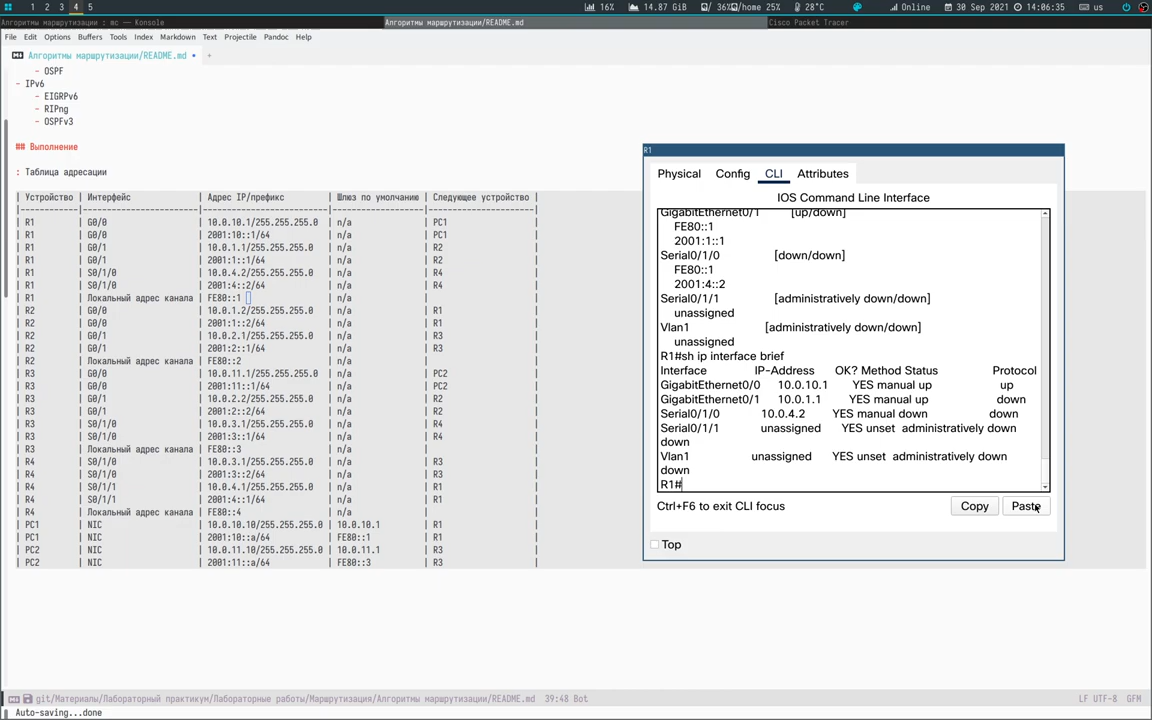 1 2 3 4 5 16% 14.87 GiB / 36% /home 25% 28°C Online 30 Sep 2021 14:06:35 us
Алгоритмы маршрутизации : mc — Konsole Алгоритмы маршрутизации/README.md Cisco Packet Tracer
File Edit Options Buffers Tools Index Markdown Text Projectile Pandoc Help
Алгоритмы маршрутизации/README.md • +
- OSPF
- IPv6
- EIGRPv6
- RIPng
- OSPFv3
## Выполнение
: Таблица адресации
| Устройство | Интерфейс | Адрес IP/префикс | Шлюз по умолчанию | Следующее устройство |
| R1 | G0/0 | 10.0.10.1/255.255.255.0 | n/a | PC1 |
| R1 | G0/0 | 2001:10::1/64 | n/a | PC1 |
| R1 | G0/1 | 10.0.1.1/255.255.255.0 | n/a | R2 |
| R1 | G0/1 | 2001:1::1/64 | n/a | R2 |
| R1 | S0/1/0 | 10.0.4.2/255.255.255.0 | n/a | R4 |
| R1 | S0/1/0 | 2001:4::2/64 | n/a | R4 |
| R1 | Локальный адрес канала | FE80::1 | n/a | |
| R2 | G0/0 | 10.0.1.2/255.255.255.0 | n/a | R1 |
| R2 | G0/0 | 2001:1::2/64 | n/a | R1 |
| R2 | G0/1 | 10.0.2.1/255.255.255.0 | n/a | R3 |
| R2 | G0/1 | 2001:2::1/64 | n/a | R3 |
| R2 | Локальный адрес канала | FE80::2 | n/a | |
| R3 | G0/0 | 10.0.11.1/255.255.255.0 | n/a | PC2 |
| R3 | G0/0 | 2001:11::1/64 | n/a | PC2 |
| R3 | G0/1 | 10.0.2.2/255.255.255.0 | n/a | R2 |
| R3 | G0/1 | 2001:2::2/64 | n/a | R2 |
| R3 | S0/1/0 | 10.0.3.1/255.255.255.0 | n/a | R4 |
| R3 | S0/1/0 | 2001:3::1/64 | n/a | R4 |
| R3 | Локальный адрес канала | FE80::3 | n/a | |
| R4 | S0/1/0 | 10.0.3.1/255.255.255.0 | n/a | R3 |
| R4 | S0/1/0 | 2001:3::2/64 | n/a | R3 |
| R4 | S0/1/1 | 10.0.4.1/255.255.255.0 | n/a | R1 |
| R4 | S0/1/1 | 2001:4::1/64 | n/a | R1 |
| R4 | Локальный адрес канала | FE80::4 | n/a | |
| PC1 | NIC | 10.0.10.10/255.255.255.0 | 10.0.10.1 | R1 |
| PC1 | NIC | 2001:10::a/64 | FE80::1 | R1 |
| PC2 | NIC | 10.0.11.10/255.255.255.0 | 10.0.11.1 | R3 |
| PC2 | NIC | 2001:11::a/64 | FE80::3 | R3 |
R1
Physical Config CLI Attributes
IOS Command Line Interface
GigabitEthernet0/1 [up/down]
FE80::1
2001:1::1
Serial0/1/0 [down/down]
FE80::1
2001:4::2
Serial0/1/1 [administratively down/down]
unassigned
Vlan1 [administratively down/down]
unassigned
R1#sh ip interface brief
Interface IP-Address OK? Method Status Protocol
GigabitEthernet0/0 10.0.10.1 YES manual up up
GigabitEthernet0/1 10.0.1.1 YES manual up down
Serial0/1/0 10.0.4.2 YES manual down down
Serial0/1/1 unassigned YES unset administratively down
down
Vlan1 unassigned YES unset administratively down
down
R1#
Ctrl+F6 to exit CLI focus Copy Paste
Top
git/Материалы/Лабораторный практикум/Лабораторные работы/Маршрутизация/Алгоритмы маршрутизации/README.md 39:48 Bot LF UTF-8 GFM
Auto-saving...done